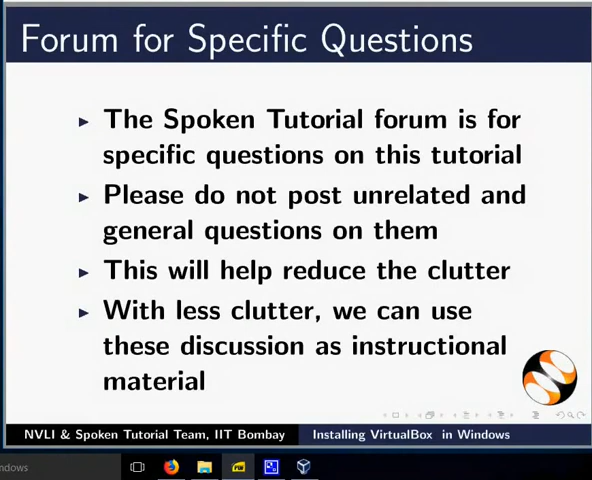 Forum for Specific Questions
The Spoken Tutorial forum is for
specific questions on this tutorial
Please do not post unrelated and
general questions on them
This will help reduce the clutter
With less clutter, we can use
these discussion as instructional
material
NVLI & Spoken Tutorial Team, IIT Bombay Installing VirtualBox in Windows
ndows